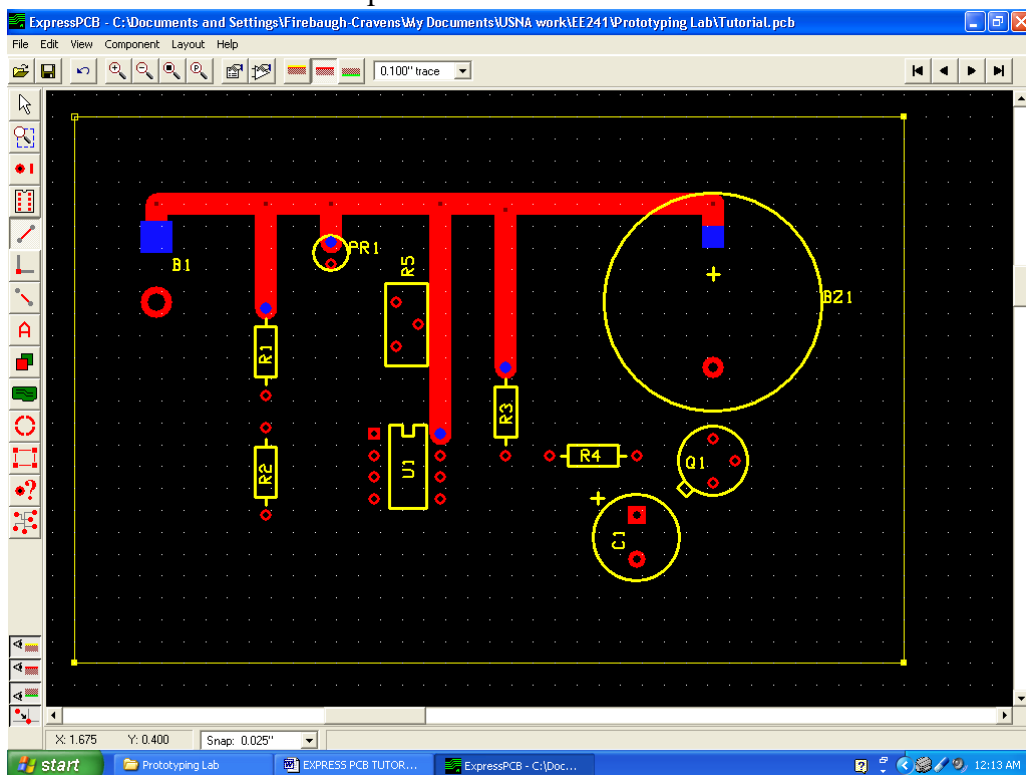 ExpressPCB - C:\Documents and Settings\Firebaugh-Cravens\My Documents\USNA work\EE241\Prototyping Lab\Tutorial.pcb
File Edit View Component Layout Help
0.100" trace
A
B1
PR1
R5
BZ1
R1
R3
R2
U1
R4
Q1
C1
X: 1.675 Y: 0.400 Snap: 0.025"
start Prototyping Lab EXPRESS PCB TUTOR... ExpressPCB - C:\Doc... 12:13 AM